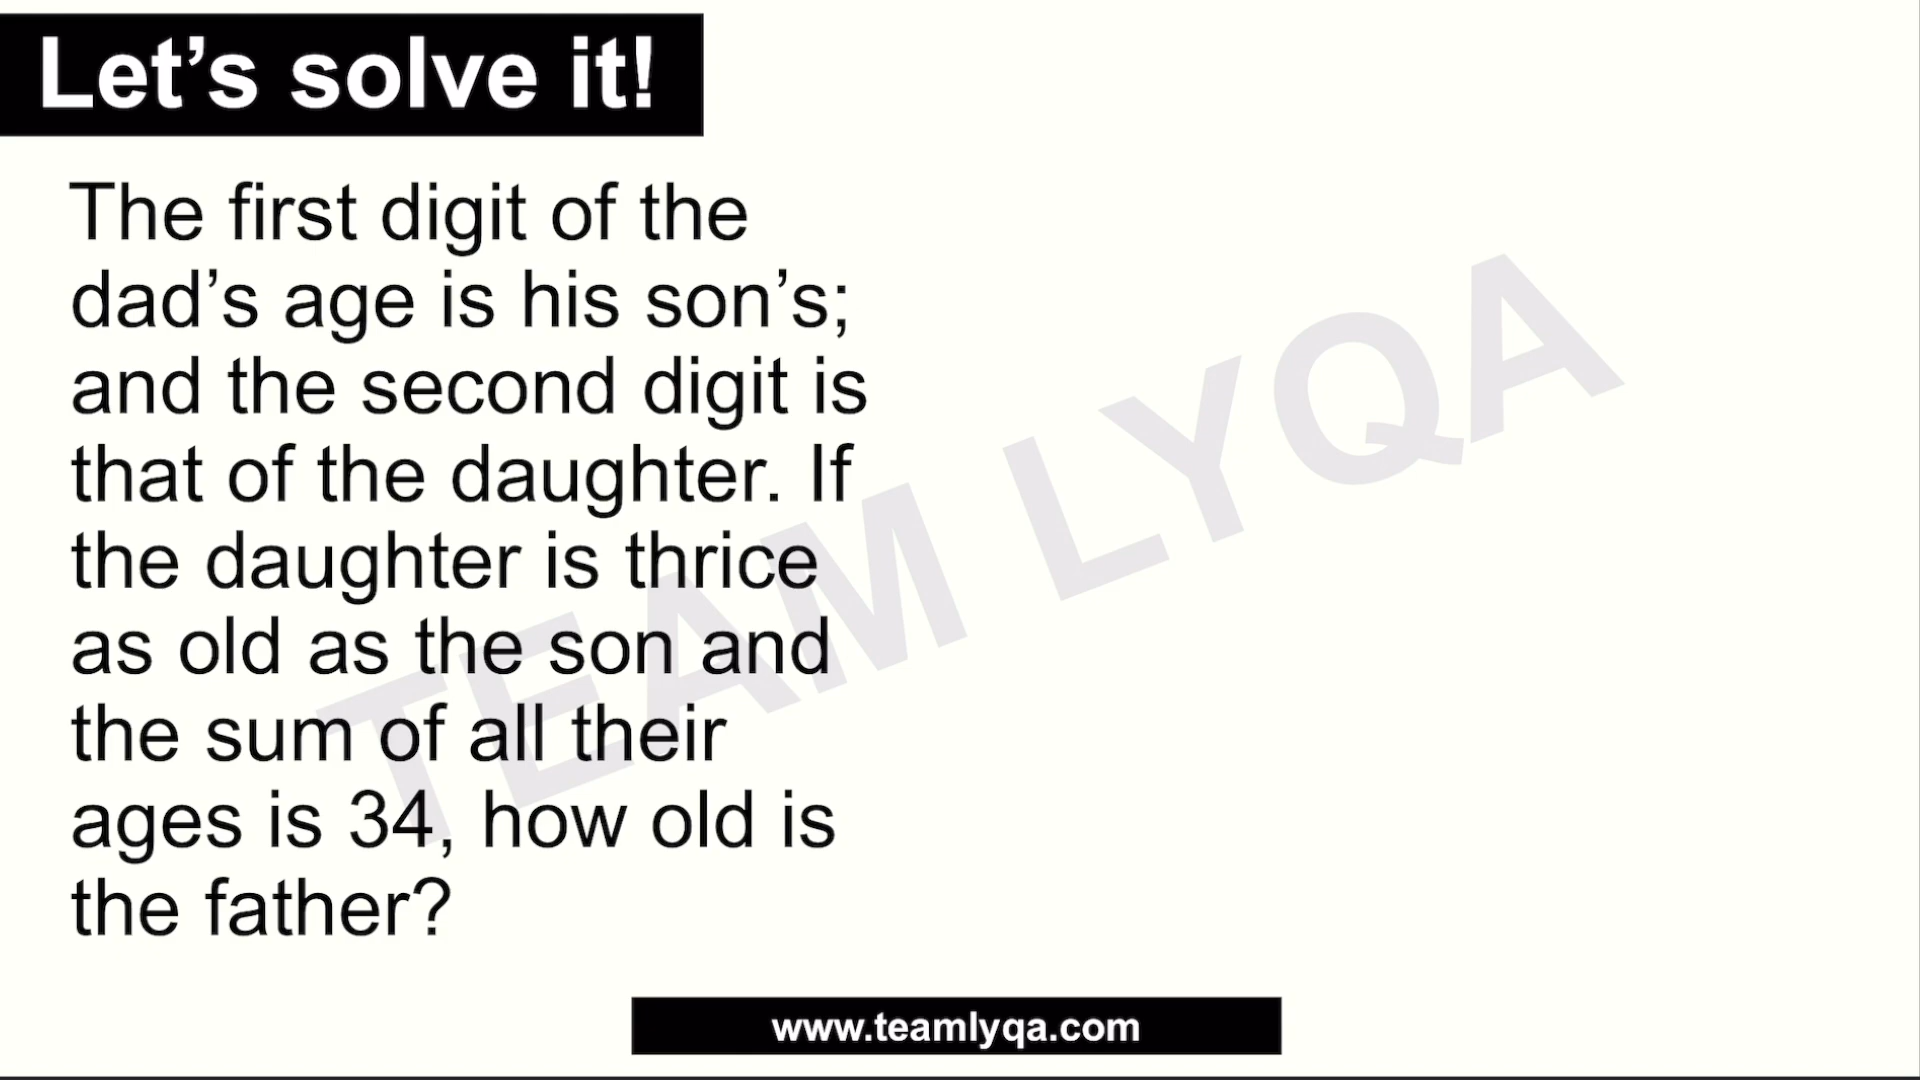 Let’s solve it!
The first digit of the
dad’s age is his son’s;
and the second digit is
that of the daughter. If
the daughter is thrice
as old as the son and
the sum of all their
ages is 34, how old is
the father?
TEAM LYQA
www.teamlyqa.com